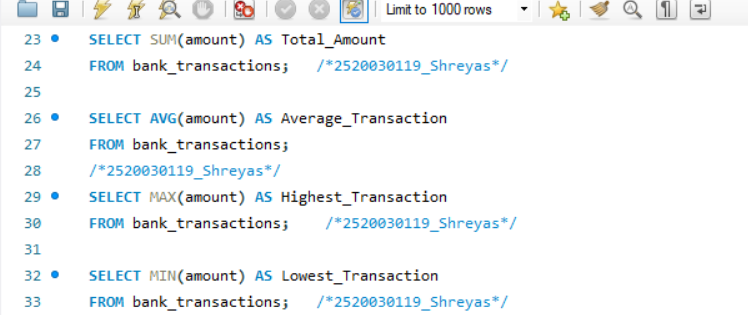 Limit to 1000 rows
23 SELECT SUM(amount) AS Total_Amount
24 FROM bank_transactions; /*2520030119_Shreyas*/
25
26 SELECT AVG(amount) AS Average_Transaction
27 FROM bank_transactions;
28 /*2520030119_Shreyas*/
29 SELECT MAX(amount) AS Highest_Transaction
30 FROM bank_transactions; /*2520030119_Shreyas*/
31
32 SELECT MIN(amount) AS Lowest_Transaction
33 FROM bank_transactions; /*2520030119_Shreyas*/